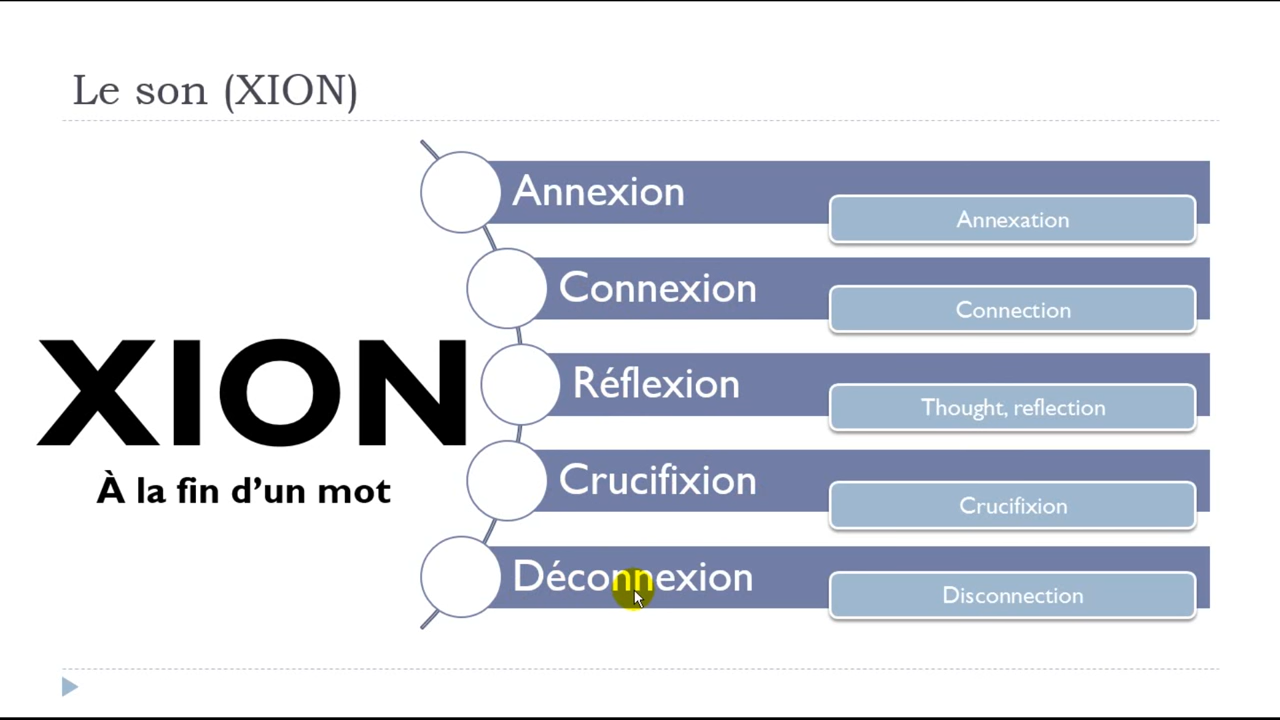 Le son (XION)
XION
À la fin d'un mot
Annexion
Annexation
Connexion
Connection
Réflexion
Thought, reflection
Crucifixion
Crucifixion
Déconnexion
Disconnection